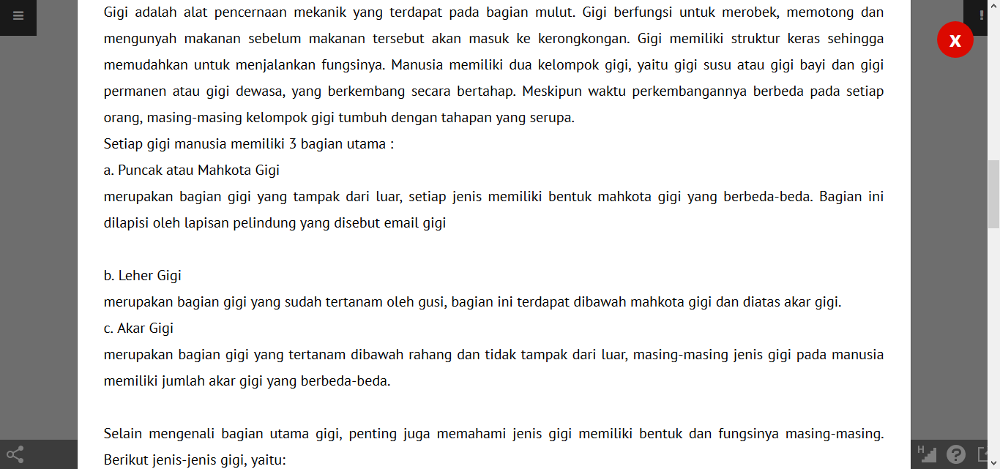 Gigi adalah alat pencernaan mekanik yang terdapat pada bagian mulut. Gigi berfungsi untuk merobek, memotong dan
mengunyah makanan sebelum makanan tersebut akan masuk ke kerongkongan. Gigi memiliki struktur keras sehingga
memudahkan untuk menjalankan fungsinya. Manusia memiliki dua kelompok gigi, yaitu gigi susu atau gigi bayi dan gigi
permanen atau gigi dewasa, yang berkembang secara bertahap. Meskipun waktu perkembangannya berbeda pada setiap
orang, masing-masing kelompok gigi tumbuh dengan tahapan yang serupa.
Setiap gigi manusia memiliki 3 bagian utama :
a. Puncak atau Mahkota Gigi
merupakan bagian gigi yang tampak dari luar, setiap jenis memiliki bentuk mahkota gigi yang berbeda-beda. Bagian ini
dilapisi oleh lapisan pelindung yang disebut email gigi
b. Leher Gigi
merupakan bagian gigi yang sudah tertanam oleh gusi, bagian ini terdapat dibawah mahkota gigi dan diatas akar gigi.
c. Akar Gigi
merupakan bagian gigi yang tertanam dibawah rahang dan tidak tampak dari luar, masing-masing jenis gigi pada manusia
memiliki jumlah akar gigi yang berbeda-beda.
Selain mengenali bagian utama gigi, penting juga memahami jenis gigi memiliki bentuk dan fungsinya masing-masing.
Berikut jenis-jenis gigi, yaitu:
!
X
H
?